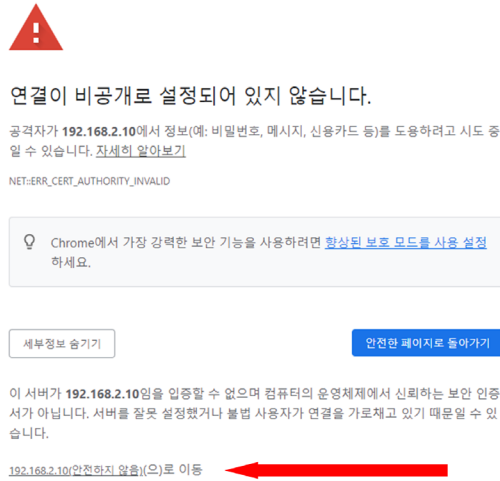 연결이 비공개로 설정되어 있지 않습니다.
공격자가 192.168.2.10에서 정보(예: 비밀번호, 메시지, 신용카드 등)를 도용하려고 시도 중
일 수 있습니다. 자세히 알아보기
NET::ERR_CERT_AUTHORITY_INVALID
Chrome에서 가장 강력한 보안 기능을 사용하려면 향상된 보호 모드를 사용 설정
하세요.
세부정보 숨기기
안전한 페이지로 돌아가기
이 서버가 192.168.2.10임을 입증할 수 없으며 컴퓨터의 운영체제에서 신뢰하는 보안 인증
서가 아닙니다. 서버를 잘못 설정했거나 불법 사용자가 연결을 가로채고 있기 때문일 수 있
습니다.
192.168.2.10(안전하지 않음)(으)로 이동